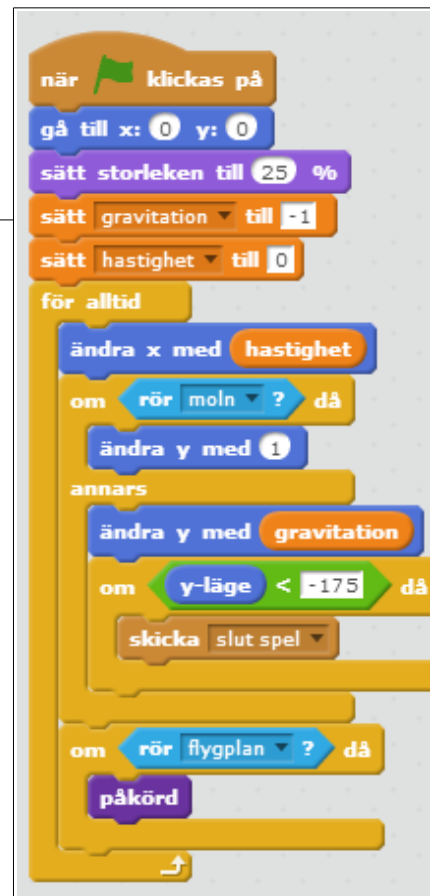 när klickas på
gå till x: 0 y: 0
sätt storleken till 25 %
sätt gravitation till -1
sätt hastighet till 0
för alltid
ändra x med hastighet
om rör moln ? då
ändra y med 1
annars
ändra y med gravitation
om y-läge < -175 då
skicka slut spel
om rör flygplan ? då
påkörd